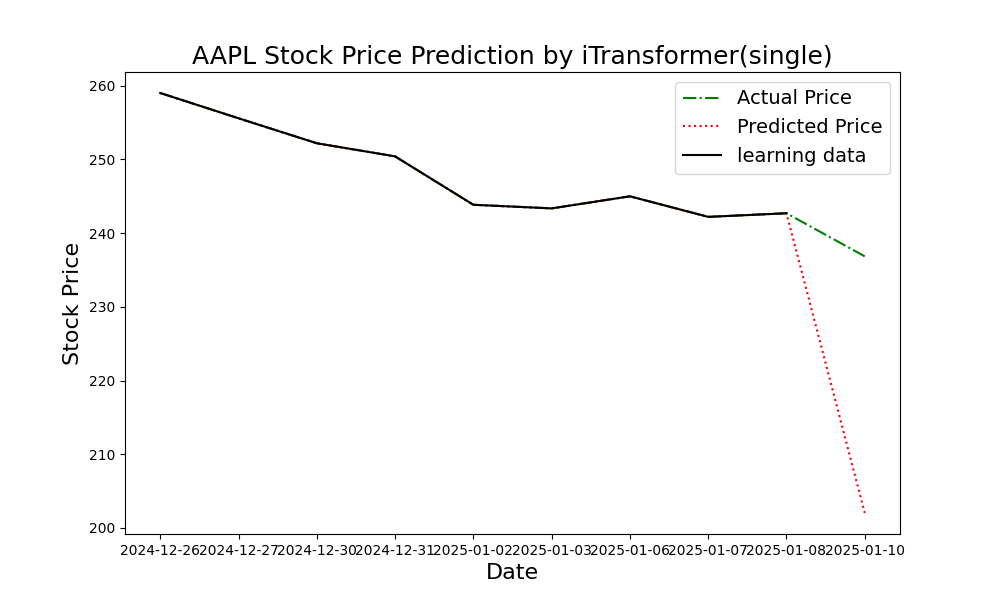 AAPL Stock Price Prediction by iTransformer(single)
Actual Price
Predicted Price
learning data
260
250
240
230
220
210
200
Stock Price
2024-12-26 2024-12-27 2024-12-30 2024-12-31 2025-01-02 2025-01-03 2025-01-06 2025-01-07 2025-01-08 2025-01-10
Date